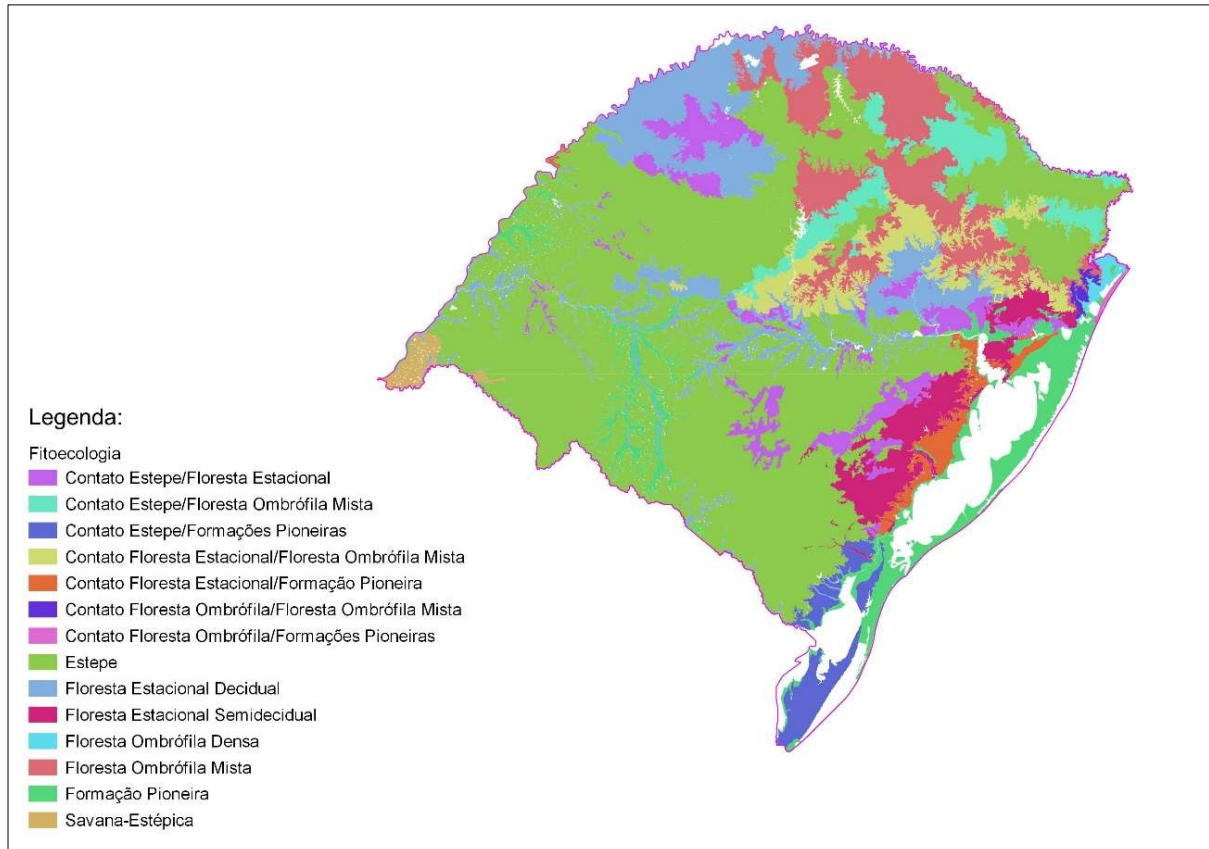 Legenda:
Fitoecologia
Contato Estepe/Floresta Estacional
Contato Estepe/Floresta Ombrófila Mista
Contato Estepe/Formações Pioneiras
Contato Floresta Estacional/Floresta Ombrófila Mista
Contato Floresta Estacional/Formação Pioneira
Contato Floresta Ombrófila/Floresta Ombrófila Mista
Contato Floresta Ombrófila/Formações Pioneiras
Estepe
Floresta Estacional Decidual
Floresta Estacional Semidecidual
Floresta Ombrófila Densa
Floresta Ombrófila Mista
Formação Pioneira
Savana-Estépica